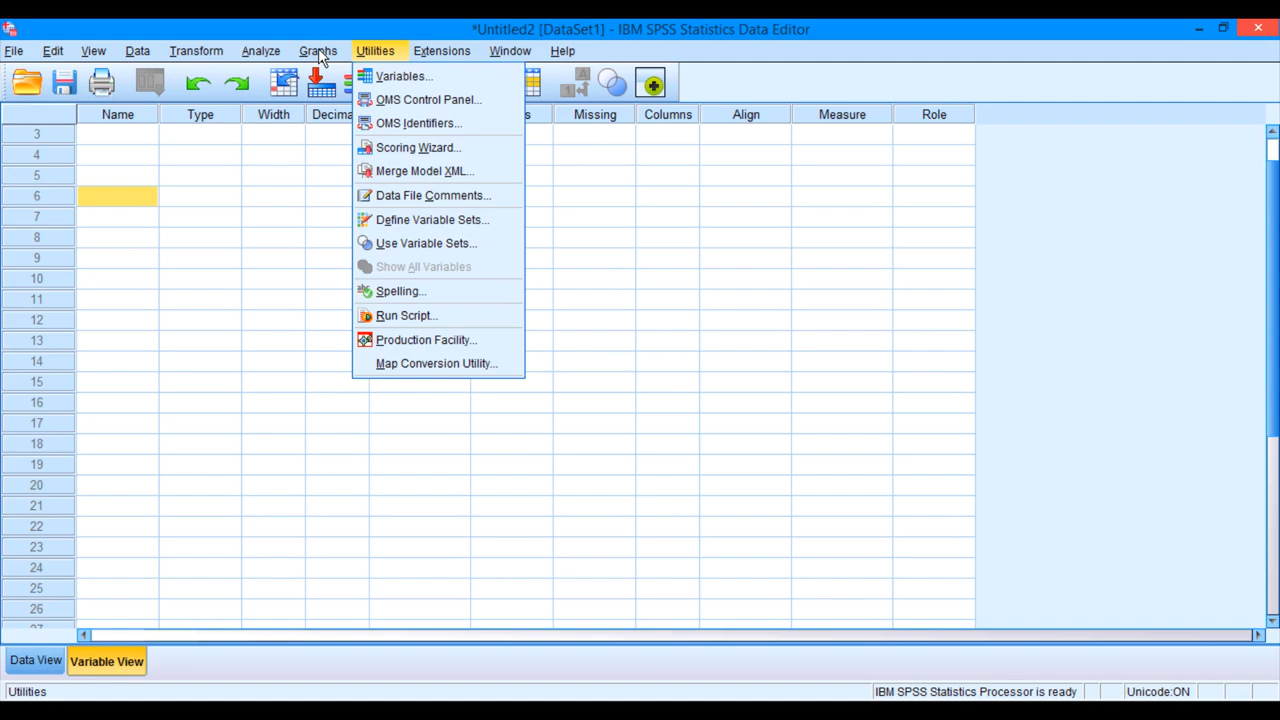 *Untitled2 [DataSet1] - IBM SPSS Statistics Data Editor
File Edit View Data Transform Analyze Graphs Utilities Extensions Window Help
Variables...
OMS Control Panel...
OMS Identifiers...
Scoring Wizard...
Merge Model XML...
Data File Comments...
Define Variable Sets...
Use Variable Sets...
Show All Variables
Spelling...
Run Script...
Production Facility...
Map Conversion Utility...
Name Type Width Decima s Missing Columns Align Measure Role
3
4
5
6
7
8
9
10
11
12
13
14
15
16
17
18
19
20
21
22
23
24
25
26
27
Data View Variable View
Utilities IBM SPSS Statistics Processor is ready Unicode:ON